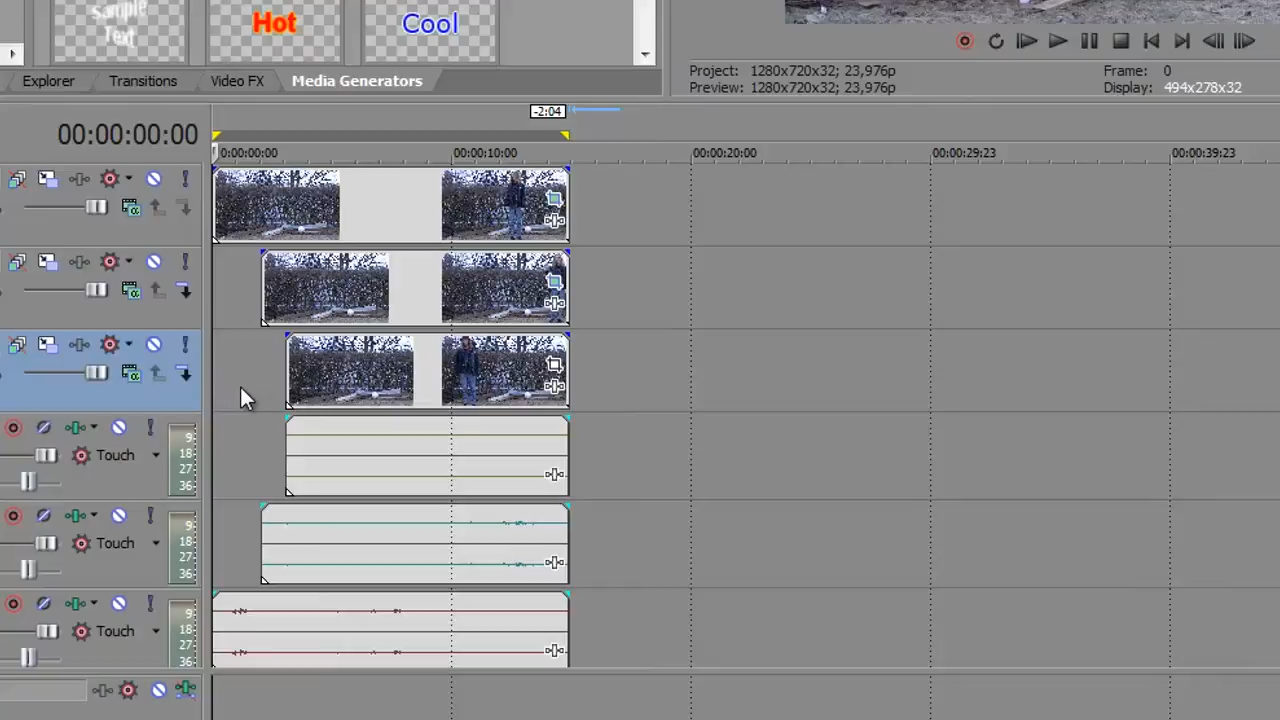 Sample
Text
Hot
Cool
Explorer
Transitions
Video FX
Media Generators
Project: 1280x720x32; 23,976p
Preview: 1280x720x32; 23,976p
Frame: 0
Display: 494x278x32
-2:04
00:00:00:00
0:00:00:00
00:00:10:00
00:00:20:00
00:00:29:23
00:00:39:23
9
18
Touch
27
36
9
18
Touch
27
36
9
18
Touch
27
36